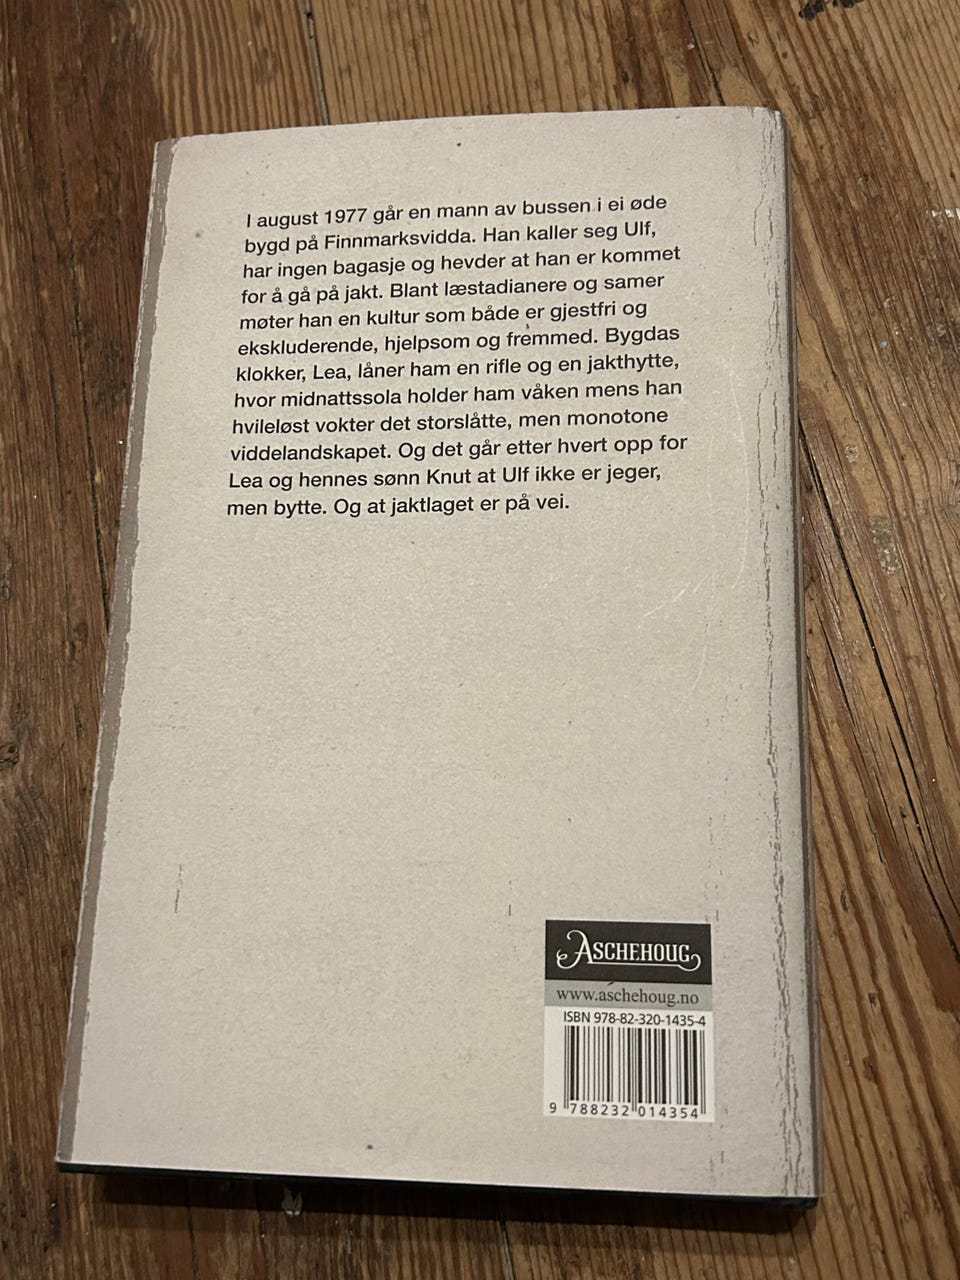 I august 1977 går en mann av bussen i ei øde
bygd på Finnmarksvidda. Han kaller seg Ulf,
har ingen bagasje og hevder at han er kommet
for å gå på jakt. Blant læstadianere og samer
møter han en kultur som både er gjestfri og
ekskluderende, hjelpsom og fremmed. Bygdas
klokker, Lea, låner ham en rifle og en jakthytte,
hvor midnattssola holder ham våken mens han
hvileløst vokter det storslåtte, men monotone
viddelandskapet. Og det går etter hvert opp for
Lea og hennes sønn Knut at Ulf ikke er jeger,
men bytte. Og at jaktlaget er på vei.
ASCHEHOUG
www.aschehoug.no
ISBN 978-82-320-1435-4
9 788232 014354